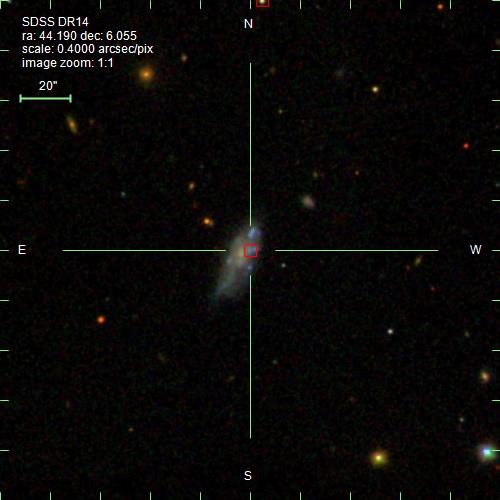 SDSS DR14
ra: 44.190 dec: 6.055
scale: 0.4000 arcsec/pix
image zoom: 1:1
20"
N
E
W
S